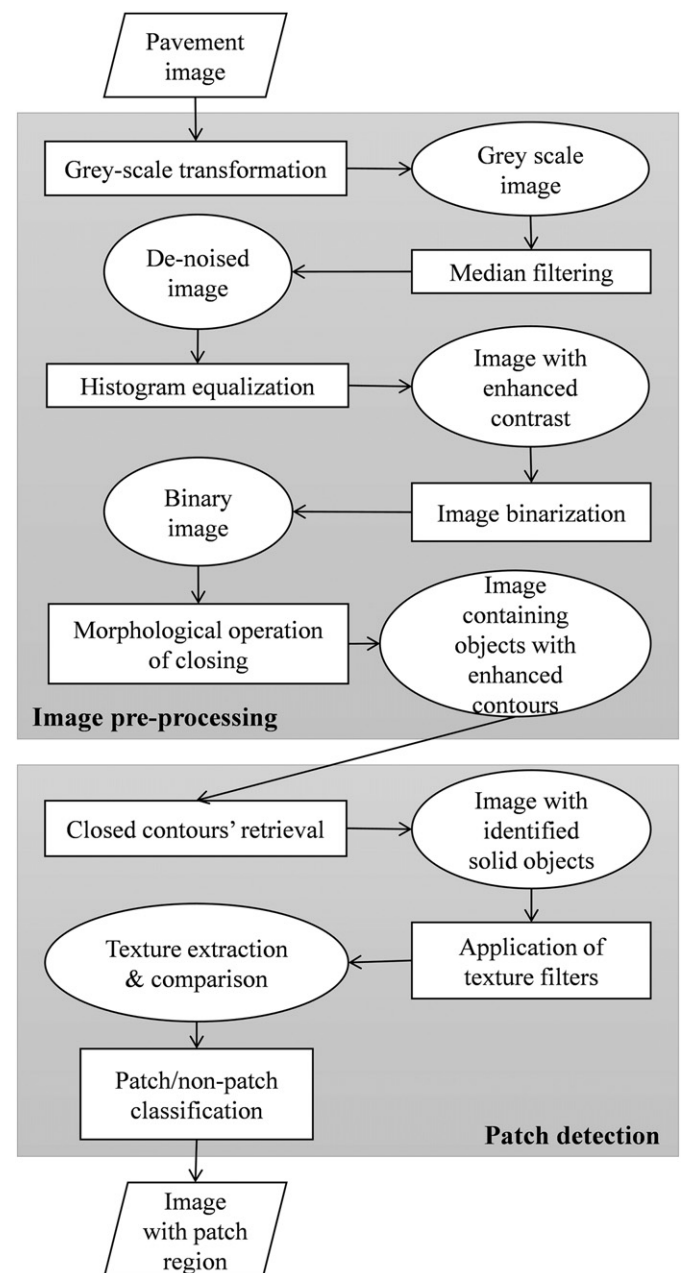 Pavement
image
Grey-scale transformation
Grey scale
image
De-noised
image
Median filtering
Histogram equalization
Image with
enhanced
contrast
Binary
image
Image binarization
Morphological operation
of closing
Image
containing
objects with
enhanced
contours
Image pre-processing
Closed contours' retrieval
Image with
identified
solid objects
Texture extraction
& comparison
Application of
texture filters
Patch/non-patch
classification
Patch detection
Image
with patch
region